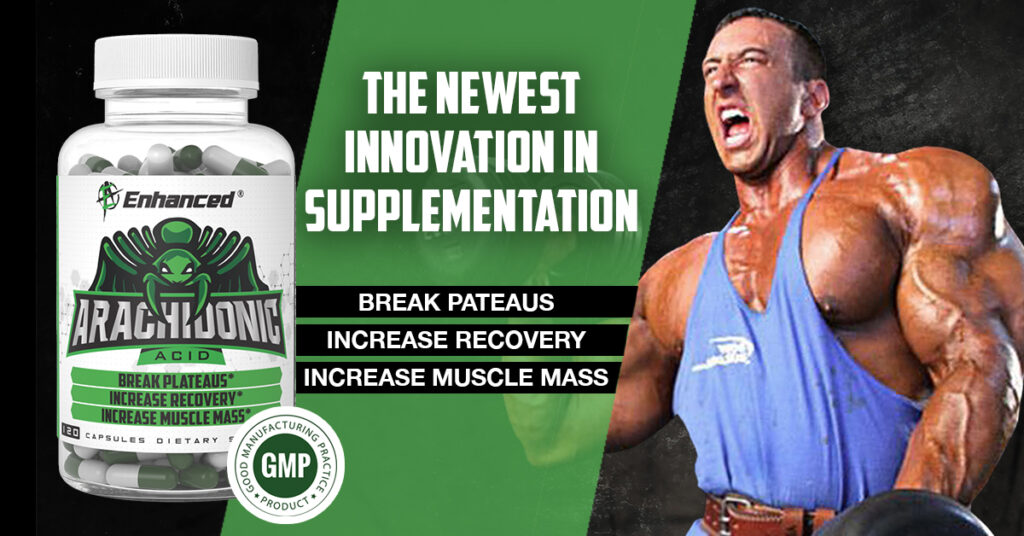 Enhanced®
ARACHIDONIC
ACID
BREAK PLATEAUS*
INCREASE RECOVERY*
INCREASE MUSCLE MASS*
120 CAPSULES DIETARY
GOOD MANUFACTURING PRACTICE
GMP
PRODUCT
THE NEWEST
INNOVATION IN
SUPPLEMENTATION
BREAK PATEAUS
INCREASE RECOVERY
INCREASE MUSCLE MASS